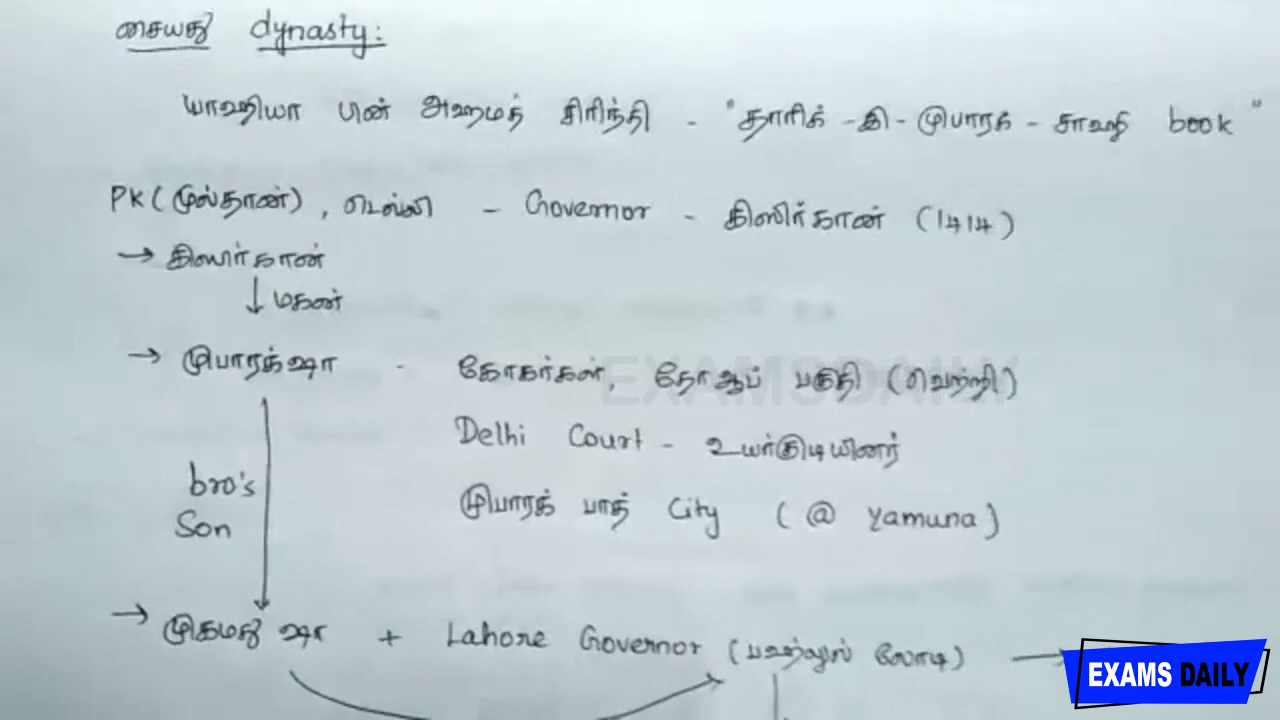 சையது dynasty:
யாஹியா பின் அஹமத் சிரிந்தி - "தாரிக் - இ - முபாரக் - சாஹி book"
PK (முல்தான்), டெல்லி - Governor - கிஸிர்கான் (1414)
→ கிஸிர்கான்
↓ மகன்
→ முபாரக்ஷா - கோகர்கள், தோஆப் பகுதி (வெற்றி)
Delhi Court - உயர்குடியினர்
bro's
முபாரக் பாத் City (@ Yamuna)
Son
→ முகமது ஷா + Lahore Governor (பஹ்லுல் லோடி) →
EXAMSDAILY
EXAMS DAILY